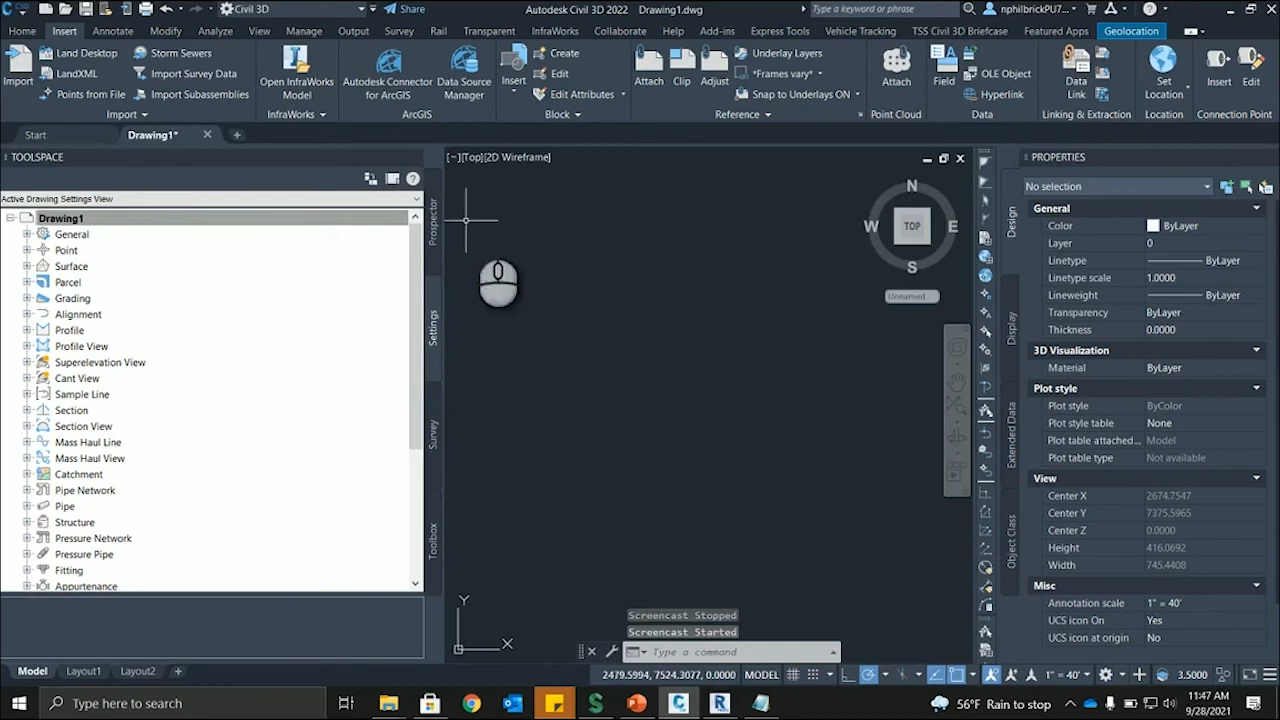 Civil 3D
Share
Autodesk Civil 3D 2022 Drawing1.dwg
Type a keyword or phrase
nphilbrickPU7...
Home Insert Annotate Modify Analyze View Manage Output Survey Rail Transparent InfraWorks Collaborate Help Add-ins Express Tools Vehicle Tracking TSS Civil 3D Briefcase Featured Apps Geolocation
Import
Land Desktop
LandXML
Points from File
Storm Sewers
Import Survey Data
Import Subassemblies
Import
Open InfraWorks
Model
InfraWorks
Autodesk Connector
for ArcGIS
Data Source
Manager
ArcGIS
Insert
Create
Edit
Edit Attributes
Block
Attach
Clip
Adjust
Underlay Layers
*Frames vary*
Snap to Underlays ON
Reference
Attach
Point Cloud
Field
OLE Object
Hyperlink
Data
Data
Link
Linking & Extraction
Set
Location
Location
Insert
Edit
Connection Point
Start
Drawing1*
TOOLSPACE
Active Drawing Settings View
Drawing1
General
Point
Surface
Parcel
Grading
Alignment
Profile
Profile View
Superelevation View
Cant View
Sample Line
Section
Section View
Mass Haul Line
Mass Haul View
Catchment
Pipe Network
Pipe
Structure
Pressure Network
Pressure Pipe
Fitting
Appurtenance
Prospector
Settings
Survey
Toolbox
[−][Top][2D Wireframe]
N
W
TOP
E
S
Unnamed
Y
X
Screencast Stopped
Screencast Started
Type a command
PROPERTIES
No selection
Design
Display
Extended Data
Object Class
General
Color ByLayer
Layer 0
Linetype ByLayer
Linetype scale 1.0000
Lineweight ByLayer
Transparency ByLayer
Thickness 0.0000
3D Visualization
Material ByLayer
Plot style
Plot style ByColor
Plot style table None
Plot table attached... Model
Plot table type Not available
View
Center X 2674.7547
Center Y 7375.5965
Center Z 0.0000
Height 416.0692
Width 745.4408
Misc
Annotation scale 1" = 40'
UCS icon On Yes
UCS icon at origin No
Model Layout1 Layout2
2479.5994, 7524.3077, 0.0000 MODEL
1" = 40'
3.5000
Type here to search
56°F Rain to stop
11:47 AM
9/28/2021